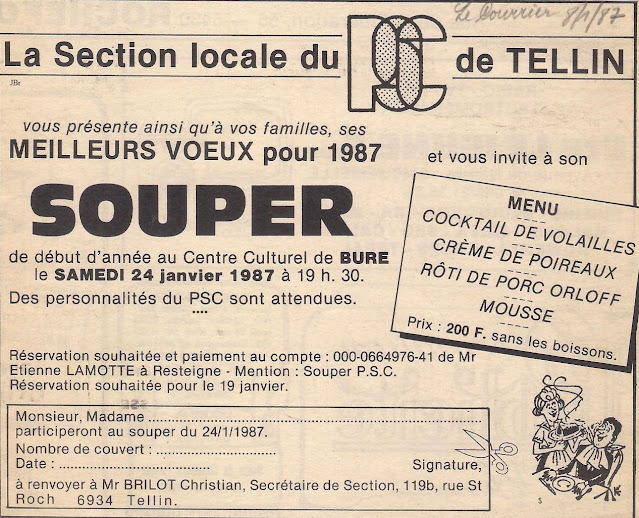 Le Courrier 8/1/87
La Section locale du PSC de TELLIN
JBr
vous présente ainsi qu'à vos familles, ses
MEILLEURS VOEUX pour 1987
et vous invite à son
SOUPER
de début d'année au Centre Culturel de BURE
le SAMEDI 24 janvier 1987 à 19 h. 30.
Des personnalités du PSC sont attendues.
MENU
COCKTAIL DE VOLAILLES
CRÈME DE POIREAUX
RÔTI DE PORC ORLOFF
MOUSSE
Prix : 200 F. sans les boissons.
Réservation souhaitée et paiement au compte : 000-0664976-41 de Mr
Etienne LAMOTTE à Resteigne - Mention : Souper P.S.C.
Réservation souhaitée pour le 19 janvier.
Monsieur, Madame
participeront au souper du 24/1/1987.
Nombre de couvert :
Date :
Signature,
à renvoyer à Mr BRILOT Christian, Secrétaire de Section, 119b, rue St
Roch 6934 Tellin.